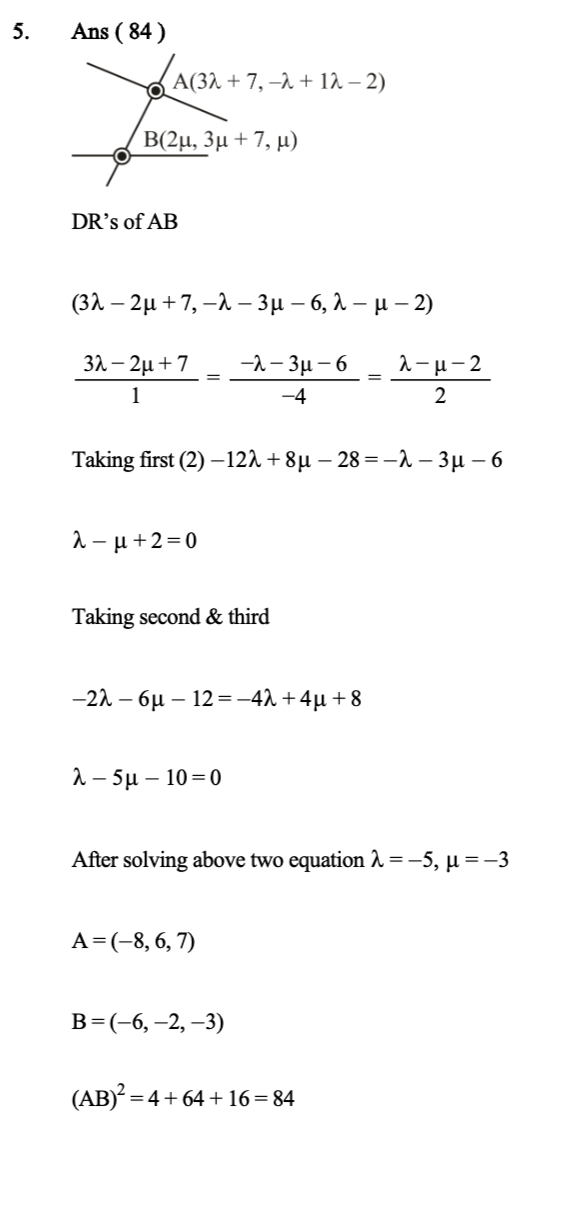 5. Ans ( 84 )
A(3λ + 7, –λ + 1λ – 2)
B(2μ, 3μ + 7, μ)
DR's of AB
(3λ – 2μ + 7, –λ – 3μ – 6, λ – μ – 2)
3λ – 2μ + 7 / 1 = –λ – 3μ – 6 / –4 = λ – μ – 2 / 2
Taking first (2) –12λ + 8μ – 28 = –λ – 3μ – 6
λ – μ + 2 = 0
Taking second & third
–2λ – 6μ – 12 = –4λ + 4μ + 8
λ – 5μ – 10 = 0
After solving above two equation λ = –5, μ = –3
A = (–8, 6, 7)
B = (–6, –2, –3)
(AB)² = 4 + 64 + 16 = 84